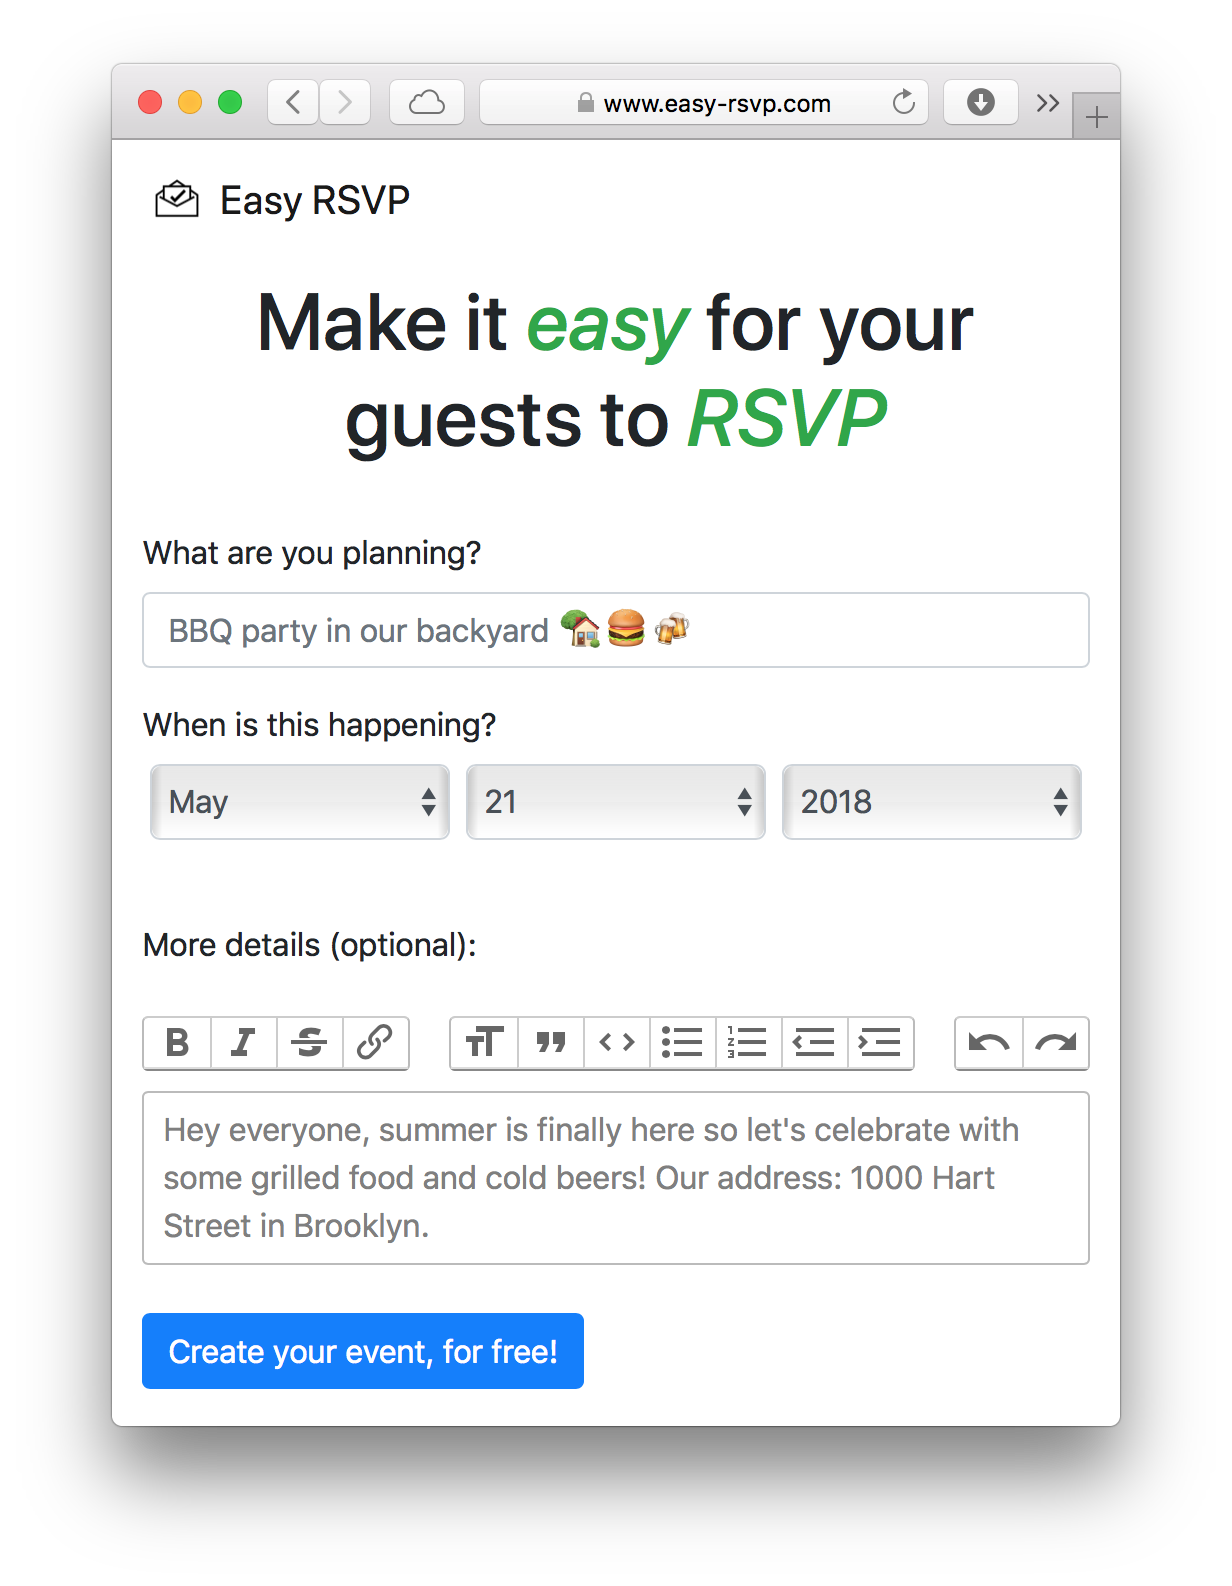 www.easy-rsvp.com
Easy RSVP
Make it easy for your
guests to RSVP
What are you planning?
BBQ party in our backyard 🏡🍔🍻
When is this happening?
May 21 2018
More details (optional):
B I S TT
Hey everyone, summer is finally here so let's celebrate with
some grilled food and cold beers! Our address: 1000 Hart
Street in Brooklyn.
Create your event, for free!